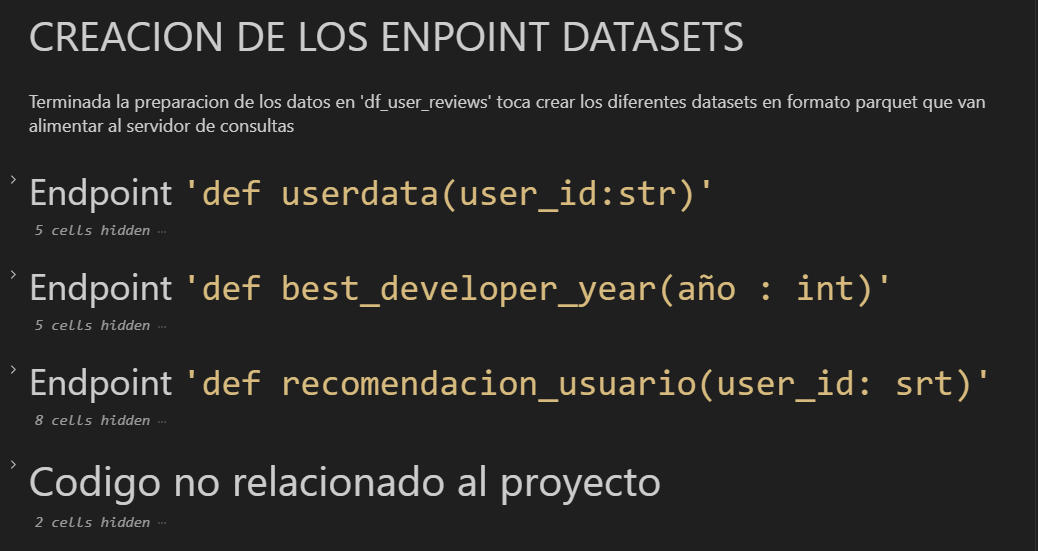 CREACION DE LOS ENPOINT DATASETS
Terminada la preparacion de los datos en 'df_user_reviews' toca crear los diferentes datasets en formato parquet que van
alimentar al servidor de consultas
Endpoint 'def userdata(user_id:str)'
5 cells hidden ...
Endpoint 'def best_developer_year(año : int)'
5 cells hidden ...
Endpoint 'def recomendacion_usuario(user_id: srt)'
8 cells hidden ...
Codigo no relacionado al proyecto
2 cells hidden ...